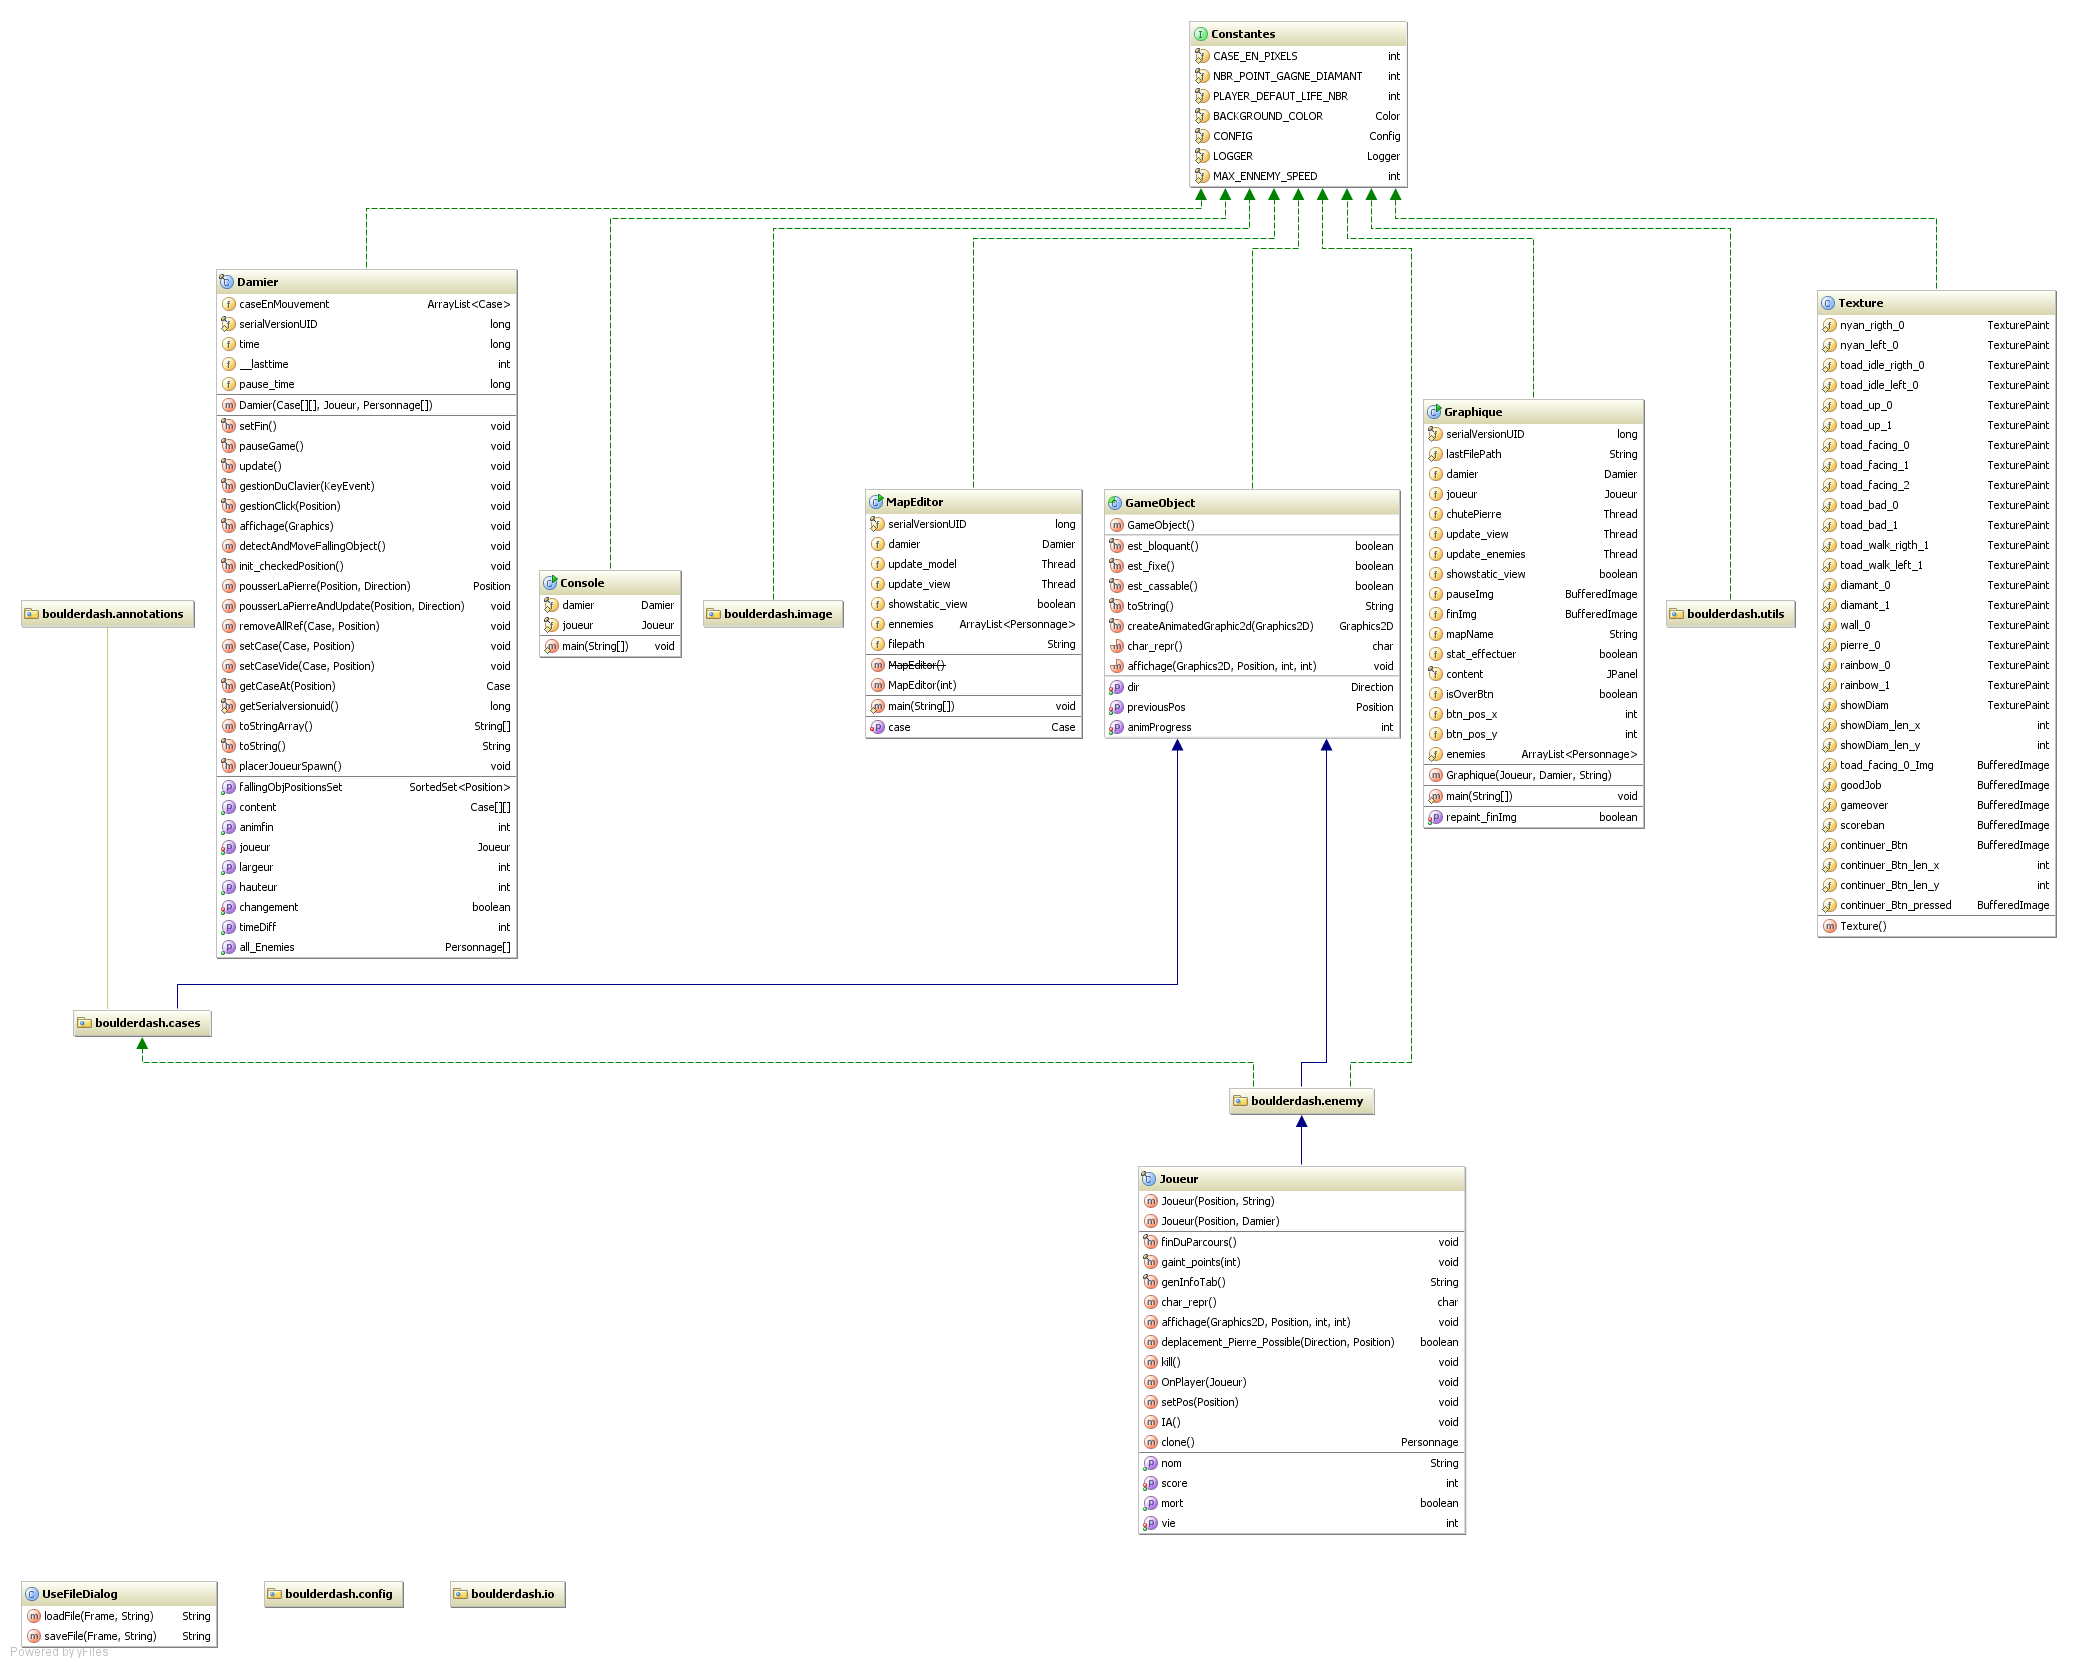 Constantes
CASE_EN_PIXELS int
NBR_POINT_GAGNE_DIAMANT int
PLAYER_DEFAUT_LIFE_NBR int
BACKGROUND_COLOR Color
CONFIG Config
LOGGER Logger
MAX_ENNEMY_SPEED int
Damier
caseEnMouvement ArrayList<Case>
serialVersionUID long
time long
__lasttime int
pause_time long
Damier(Case[][], Joueur, Personnage[])
setFin() void
pauseGame() void
update() void
gestionDuClavier(KeyEvent) void
gestionClick(Position) void
affichage(Graphics) void
detectAndMoveFallingObject() void
init_checkedPosition() void
pousserLaPierre(Position, Direction) Position
pousserLaPierreAndUpdate(Position, Direction) void
removeAllRef(Case, Position) void
setCase(Case, Position) void
setCaseVide(Case, Position) void
getCaseAt(Position) Case
getSerialversionuid() long
toStringArray() String[]
toString() String
placerJoueurSpawn() void
fallingObjPositionsSet SortedSet<Position>
content Case[][]
animfin int
joueur Joueur
largeur int
hauteur int
changement boolean
timeDiff int
all_Enemies Personnage[]
Console
damier Damier
joueur Joueur
main(String[]) void
boulderdash.annotations
boulderdash.image
MapEditor
serialVersionUID long
damier Damier
update_model Thread
update_view Thread
showstatic_view boolean
ennemies ArrayList<Personnage>
filepath String
MapEditor()
MapEditor(int)
main(String[]) void
case Case
GameObject
GameObject()
est_bloquant() boolean
est_fixe() boolean
est_cassable() boolean
toString() String
createAnimatedGraphic2d(Graphics2D) Graphics2D
char_repr() char
affichage(Graphics2D, Position, int, int) void
dir Direction
previousPos Position
animProgress int
Graphique
serialVersionUID long
lastFilePath String
damier Damier
joueur Joueur
chutePierre Thread
update_view Thread
update_enemies Thread
showstatic_view boolean
pauseImg BufferedImage
finImg BufferedImage
mapName String
stat_effectuer boolean
content JPanel
isOverBtn boolean
btn_pos_x int
btn_pos_y int
enemies ArrayList<Personnage>
Graphique(Joueur, Damier, String)
main(String[]) void
repaint_finImg boolean
boulderdash.utils
Texture
nyan_rigth_0 TexturePaint
nyan_left_0 TexturePaint
toad_idle_rigth_0 TexturePaint
toad_idle_left_0 TexturePaint
toad_up_0 TexturePaint
toad_up_1 TexturePaint
toad_facing_0 TexturePaint
toad_facing_1 TexturePaint
toad_facing_2 TexturePaint
toad_bad_0 TexturePaint
toad_bad_1 TexturePaint
toad_walk_rigth_1 TexturePaint
toad_walk_left_1 TexturePaint
diamant_0 TexturePaint
diamant_1 TexturePaint
wall_0 TexturePaint
pierre_0 TexturePaint
rainbow_0 TexturePaint
rainbow_1 TexturePaint
showDiam TexturePaint
showDiam_len_x int
showDiam_len_y int
toad_facing_0_Img BufferedImage
goodJob BufferedImage
gameover BufferedImage
scoreban BufferedImage
continuer_Btn BufferedImage
continuer_Btn_len_x int
continuer_Btn_len_y int
continuer_Btn_pressed BufferedImage
Texture()
boulderdash.cases
boulderdash.enemy
Joueur
Joueur(Position, String)
Joueur(Position, Damier)
finDuParcours() void
gaint_points(int) void
genInfoTab() String
char_repr() char
affichage(Graphics2D, Position, int, int) void
deplacement_Pierre_Possible(Direction, Position) boolean
kill() void
OnPlayer(Joueur) void
setPos(Position) void
IA() void
clone() Personnage
nom String
score int
mort boolean
vie int
UseFileDialog
loadFile(Frame, String) String
saveFile(Frame, String) String
boulderdash.config
boulderdash.io
Powered by yFiles